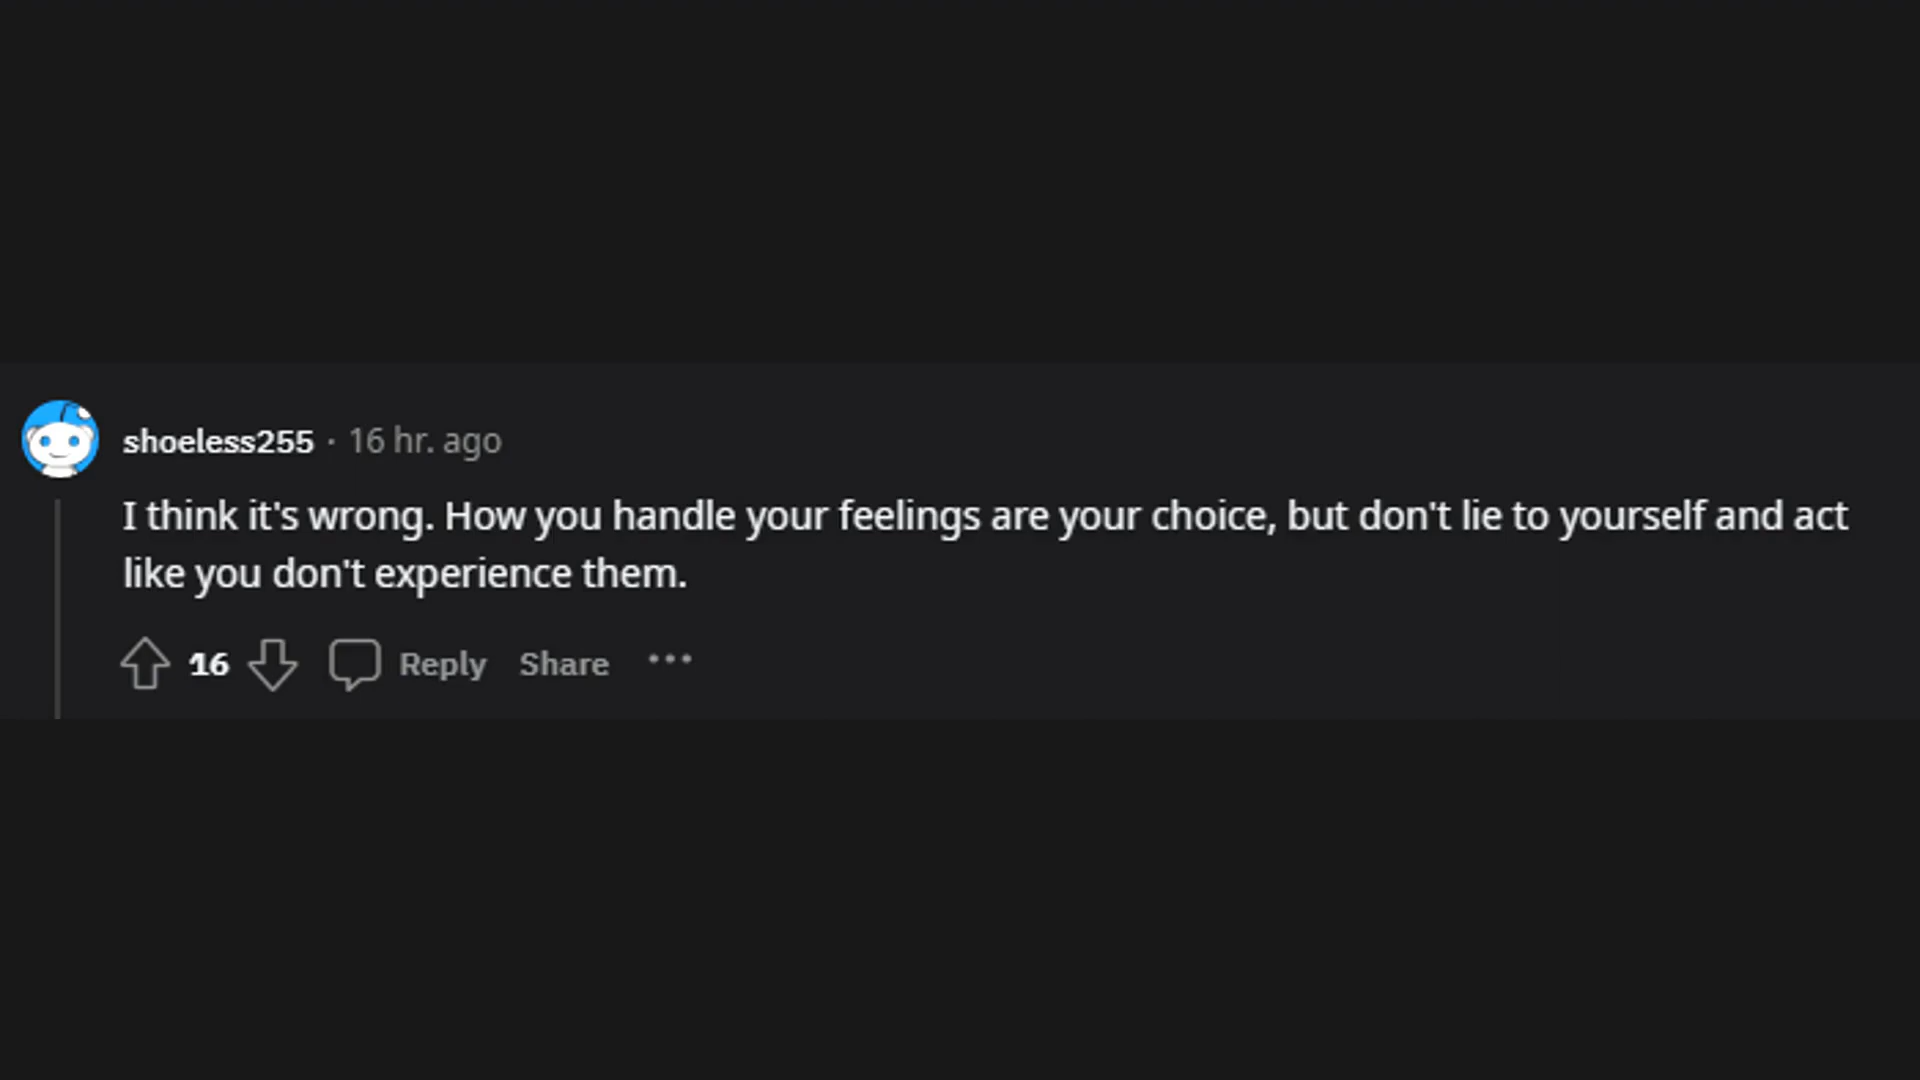 shoeless255 · 16 hr. ago
I think it's wrong. How you handle your feelings are your choice, but don't lie to yourself and act
like you don't experience them.
16 Reply Share ···